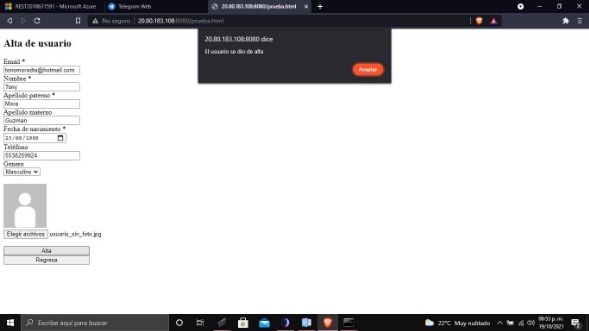 REST2018631591 - Microsoft Azure
Telegram Web
20.80.183.108:8080/prueba.html
No seguro
20.80.183.108:8080/prueba.html
Alta de usuario
20.80.183.108:8080 dice
El usuario se dio de alta
Aceptar
Email *
tonomoradts@hotmail.com
Nombre *
Tony
Apellido paterno *
Mora
Apellido materno
Guzman
Fecha de nacimiento *
23/09/1999
Teléfono
5536259924
Genero
Masculino
Elegir archivos usuario_sin_foto.jpg
Alta
Regresa
Escribe aquí para buscar
22°C Muy nublado
06:53 p. m.
19/10/2021